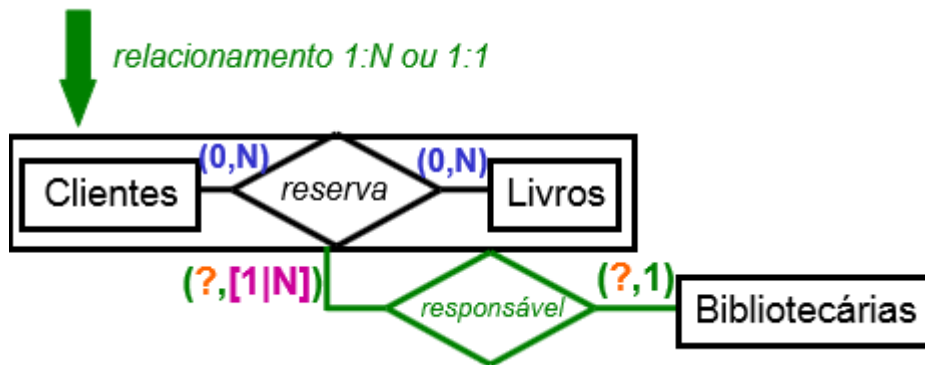 relacionamento 1:N ou 1:1
(0,N) (0,N)
Clientes reserva Livros
(?,[1|N]) (?,1)
responsável Bibliotecárias